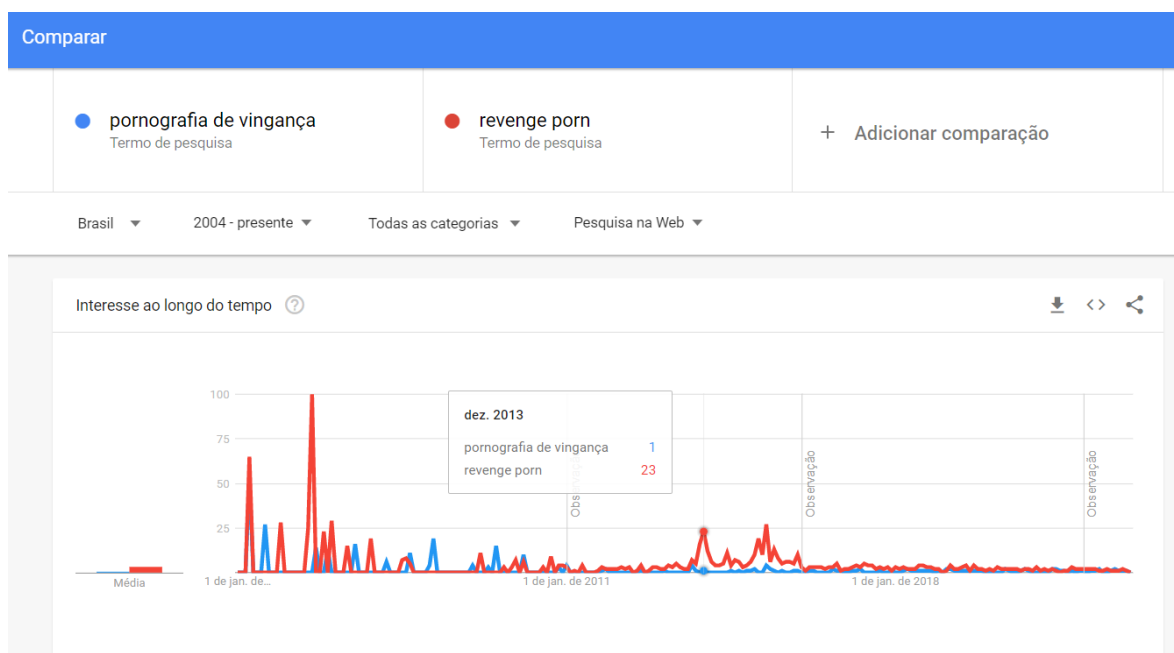 Comparar
pornografia de vingança
Termo de pesquisa
revenge porn
Termo de pesquisa
+ Adicionar comparação
Brasil
2004 - presente
Todas as categorias
Pesquisa na Web
Interesse ao longo do tempo
100
75
50
25
dez. 2013
pornografia de vingança 1
revenge porn 23
Observação
Observação
Média
1 de jan. de...
1 de jan. de 2011
1 de jan. de 2018